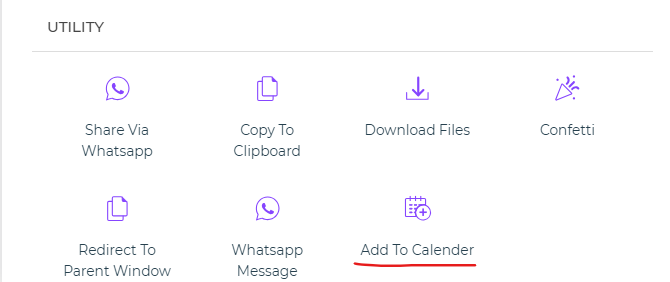 UTILITY
Share Via
Whatsapp
Copy To
Clipboard
Download Files
Confetti
Redirect To
Parent Window
Whatsapp
Message
Add To Calender